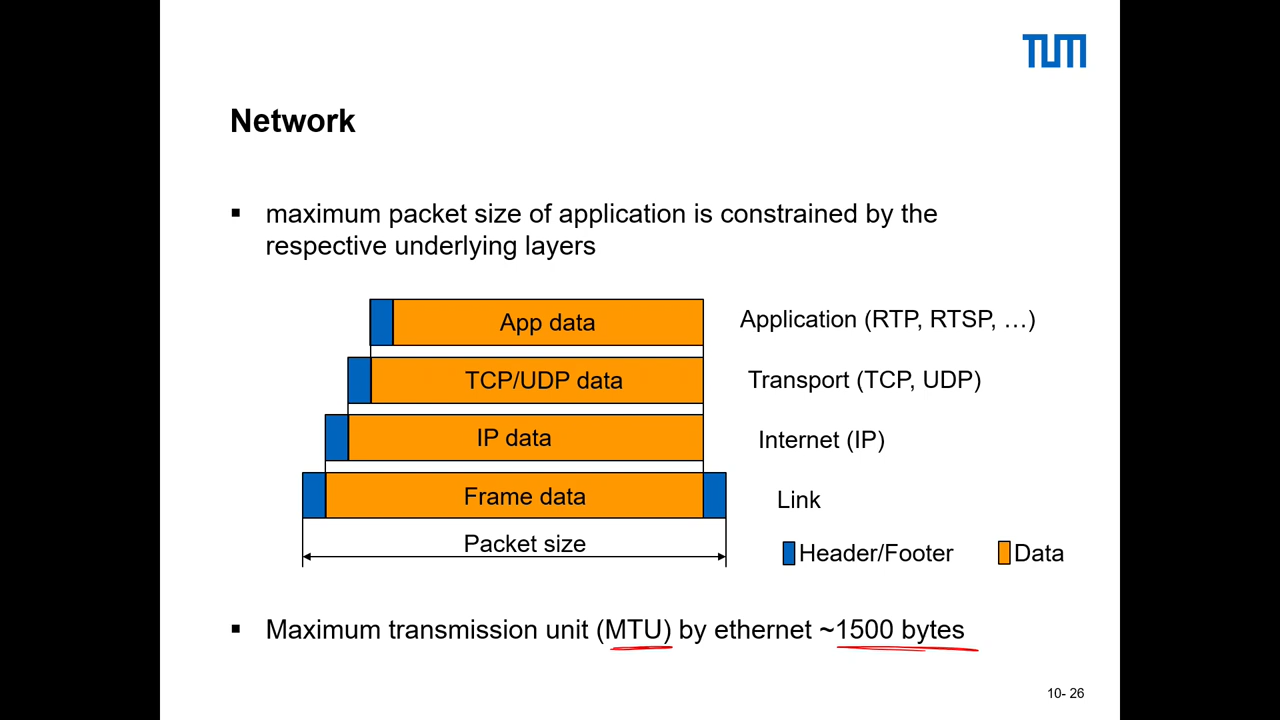 TUM
Network
▪ maximum packet size of application is constrained by the
respective underlying layers
App data
Application (RTP, RTSP, …)
TCP/UDP data
Transport (TCP, UDP)
IP data
Internet (IP)
Frame data
Link
Packet size
Header/Footer
Data
▪ Maximum transmission unit (MTU) by ethernet ~1500 bytes
10- 26